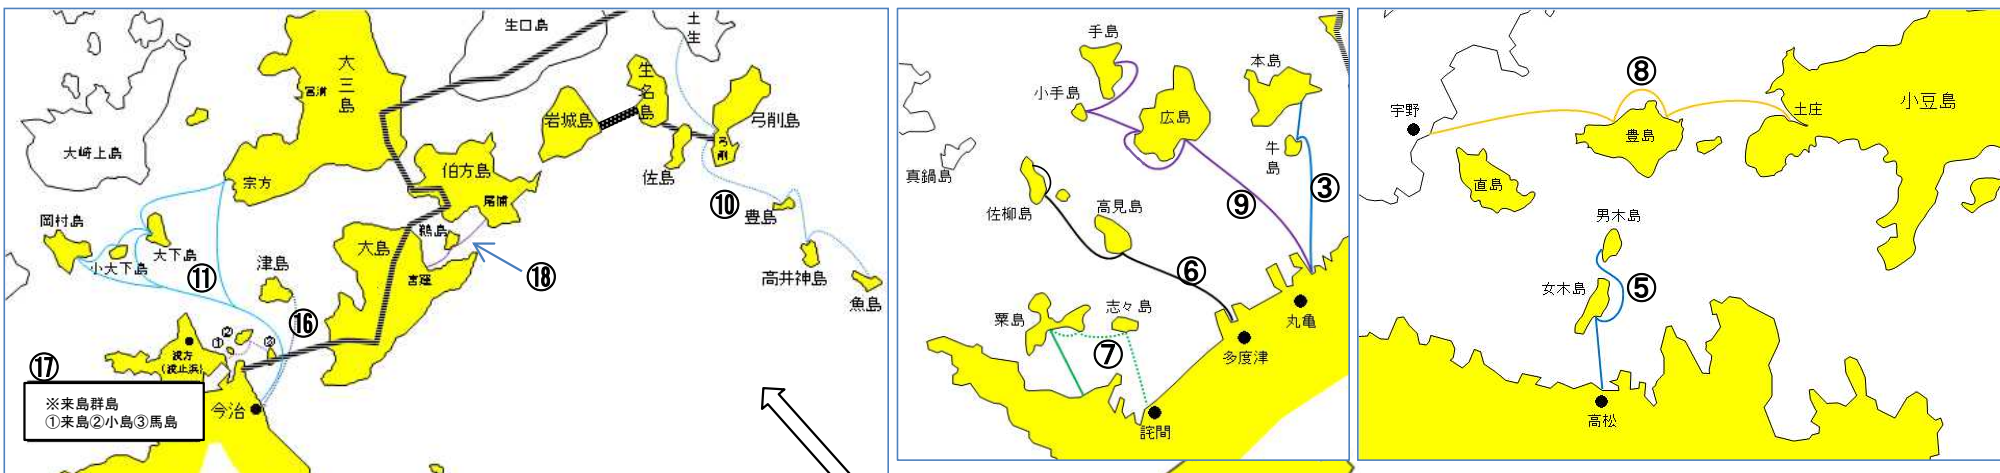 生口島
土生
大三島
宮浦
生名島
岩城島
弓削島
弓削
大崎上島
伯方島
佐島
宗方
尾浦
⑩
豊島
岡村島
鵜島
大下島
小大下島
大島
⑪
津島
宮窪
⑱
高井神島
魚島
⑯
②
①
③
波方
(波止浜)
⑰
※来島群島
①来島②小島③馬島
今治
手島
本島
小手島
広島
牛島
真鍋島
③
佐柳島
高見島
⑨
⑥
粟島
志々島
丸亀
⑦
多度津
詫間
⑧
宇野
土庄
小豆島
豊島
直島
男木島
女木島
⑤
高松